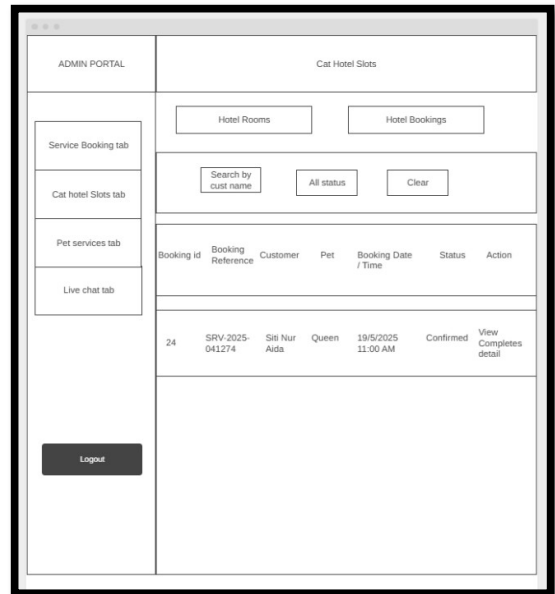 ADMIN PORTAL
Cat Hotel Slots
Hotel Rooms
Hotel Bookings
Service Booking tab
Search by
cust name
All status
Clear
Cat hotel Slots tab
Pet services tab
Booking id
Booking
Reference
Customer
Pet
Booking Date
/ Time
Status
Action
Live chat tab
24
SRV-2025-
041274
Siti Nur
Aida
Queen
19/5/2025
11:00 AM
Confirmed
View
Completes
detail
Logout